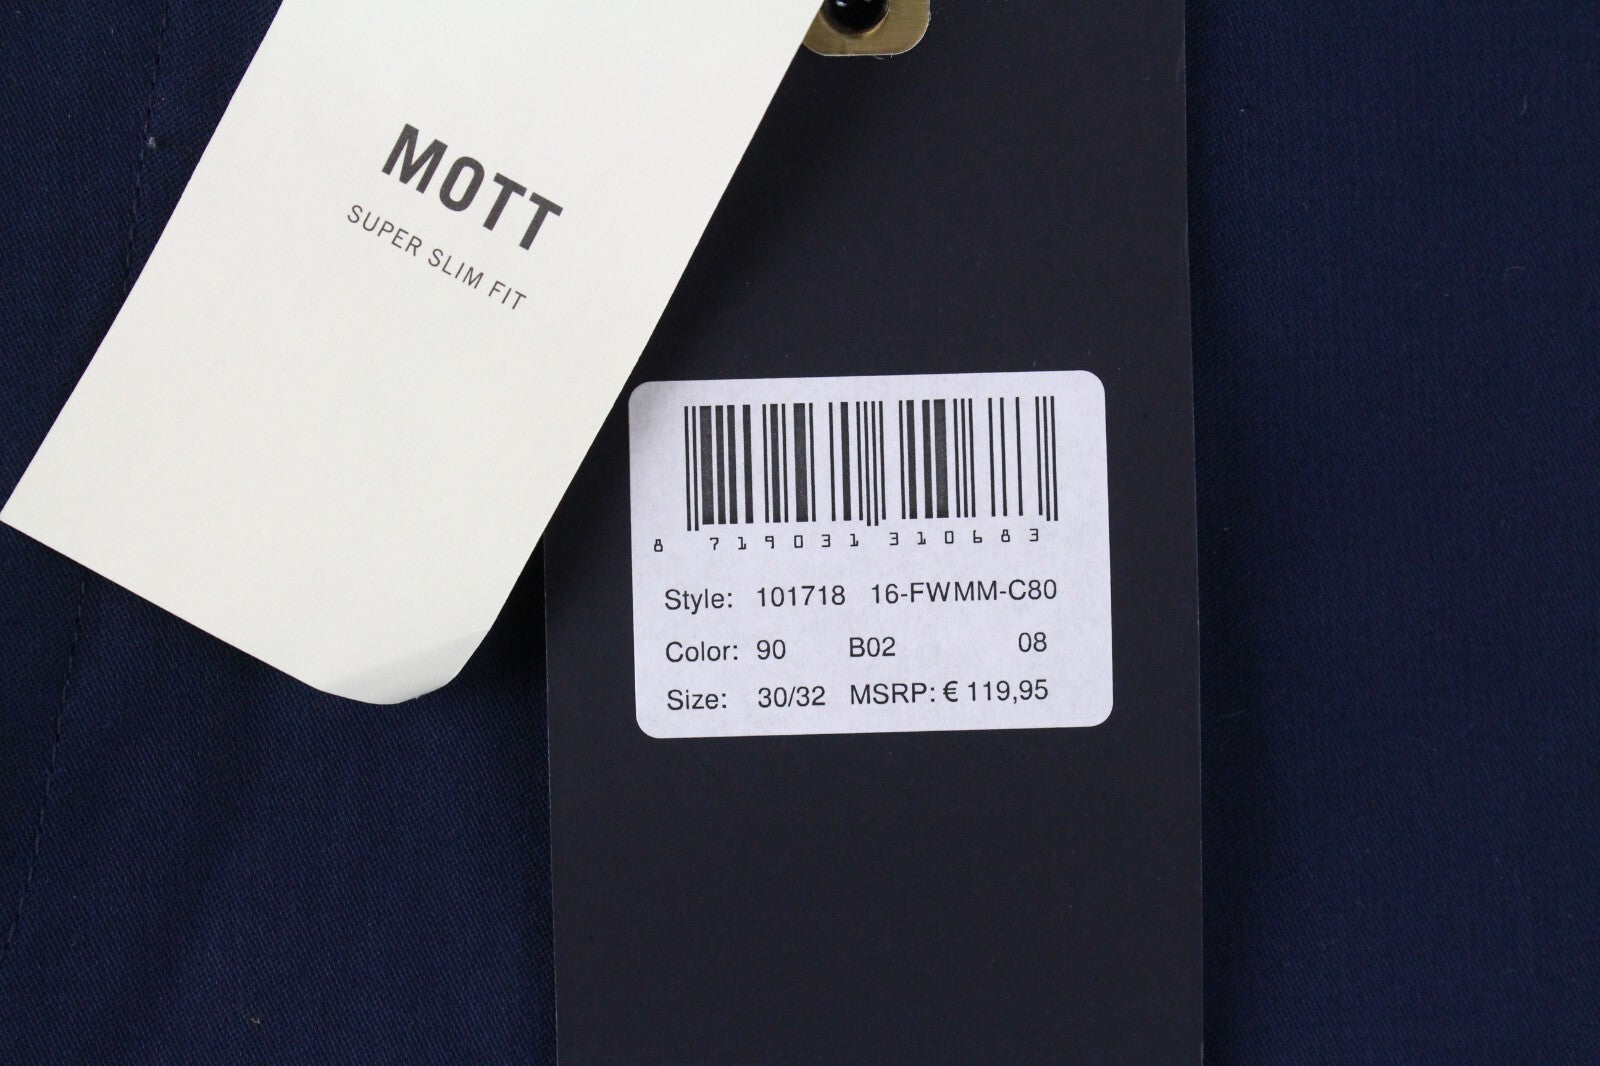 MOTT
SUPER SLIM FIT
8 719031 310683
Style: 101718 16-FWMM-C80
Color: 90 B02 08
Size: 30/32 MSRP: € 119,95